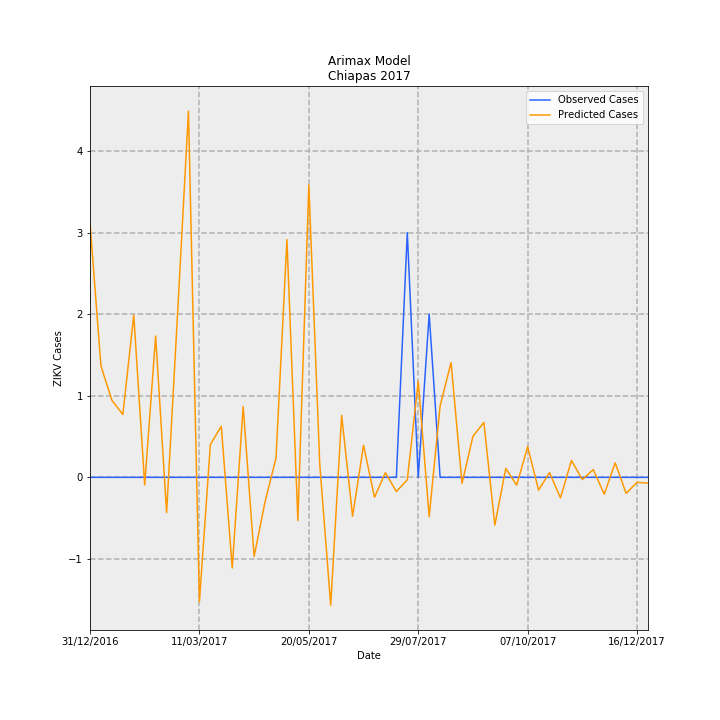 Arimax Model
Chiapas 2017
Observed Cases
Predicted Cases
ZIKV Cases
4
3
2
1
0
−1
31/12/2016 11/03/2017 20/05/2017 29/07/2017 07/10/2017 16/12/2017
Date